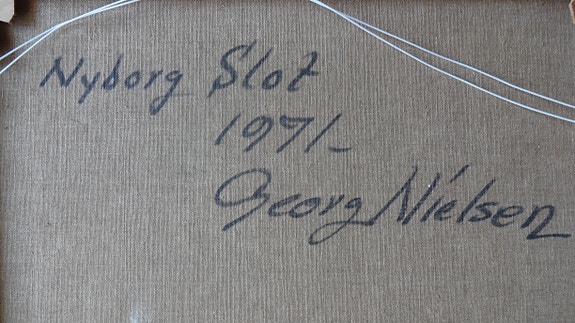 Nyborg Slot
1971-
Georg Nielsen